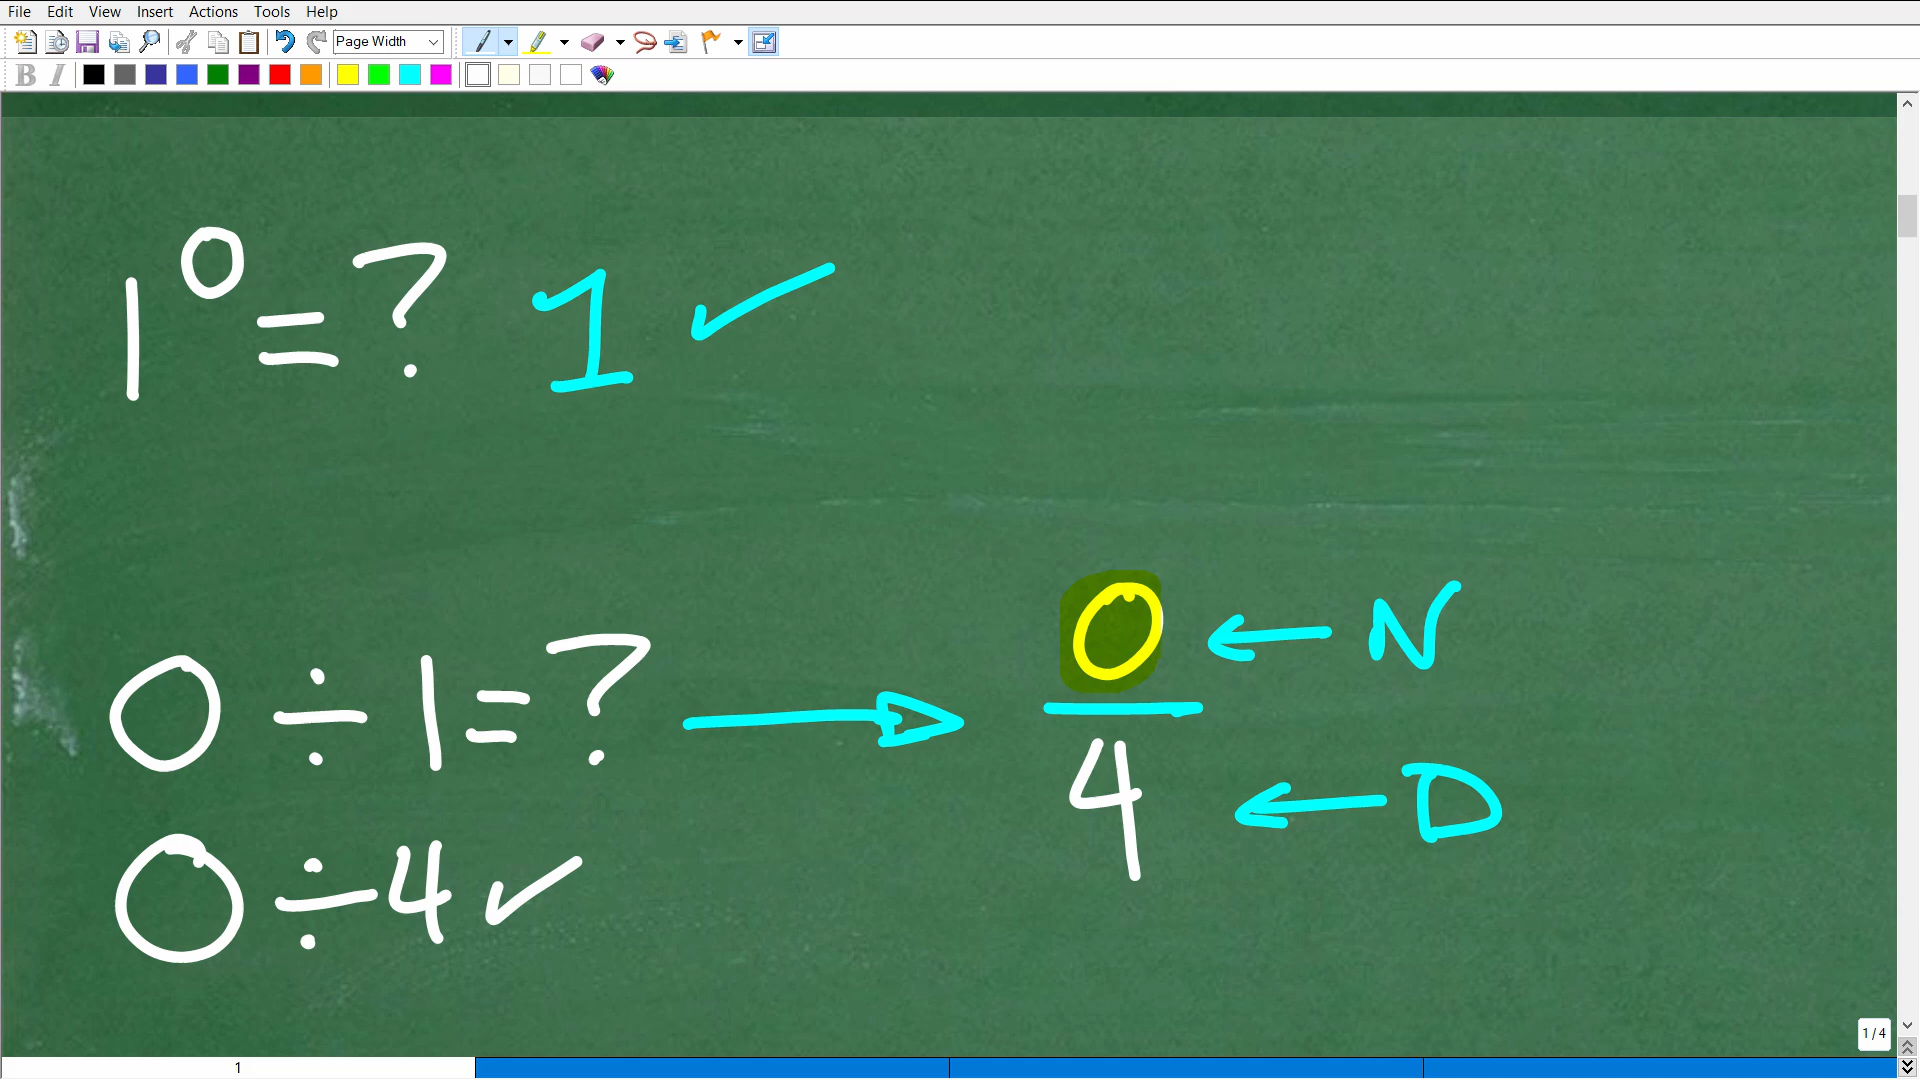 File Edit View Insert Actions Tools Help
Page Width
B I
1⁰ = ? 1 ✓
0 ÷ 1 = ? → 0 ← N
4 ← D
0 ÷ 4 ✓
1 / 4
1